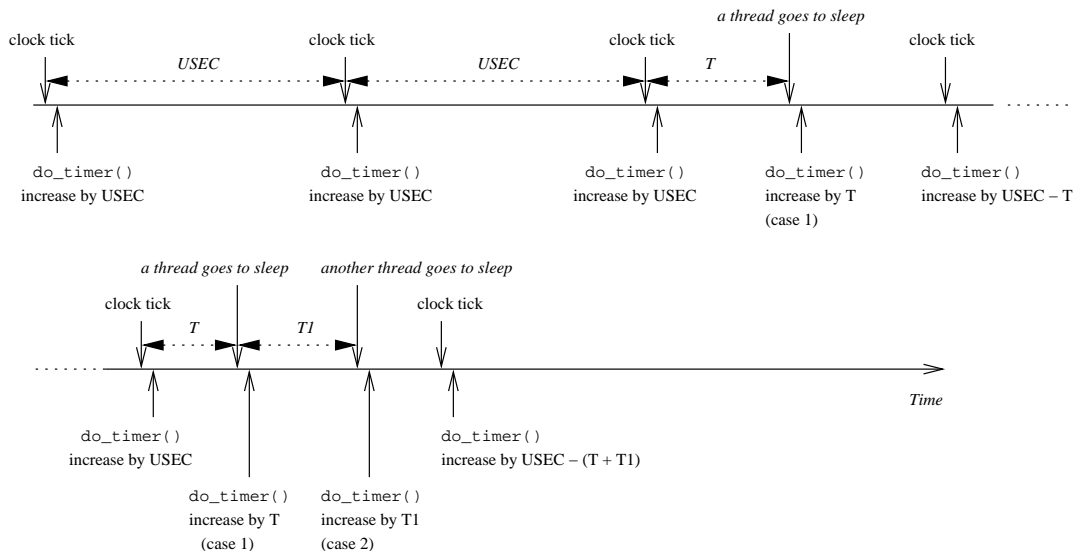 a thread goes to sleep
clock tick
clock tick
clock tick
clock tick
USEC
USEC
T
do_timer()
increase by USEC
do_timer()
increase by USEC
do_timer()
increase by USEC
do_timer()
increase by T
(case 1)
do_timer()
increase by USEC – T
a thread goes to sleep
another thread goes to sleep
clock tick
clock tick
T
T1
Time
do_timer()
increase by USEC
do_timer()
increase by USEC – (T + T1)
do_timer()
increase by T
(case 1)
do_timer()
increase by T1
(case 2)